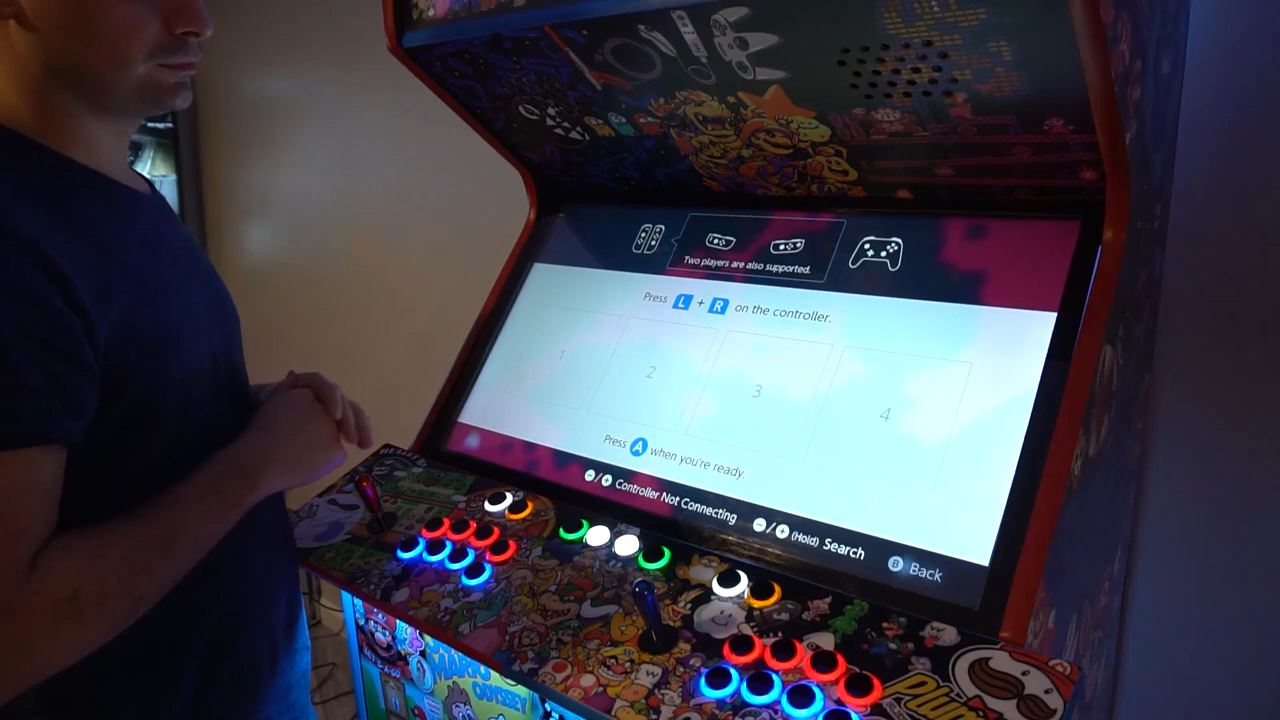 Two players are also supported.
Press L + R on the controller.
1
2
3
4
Press A when you're ready.
-/+ Controller Not Connecting
-/+ (Hold) Search
B Back
MARIO
ODYSSEY